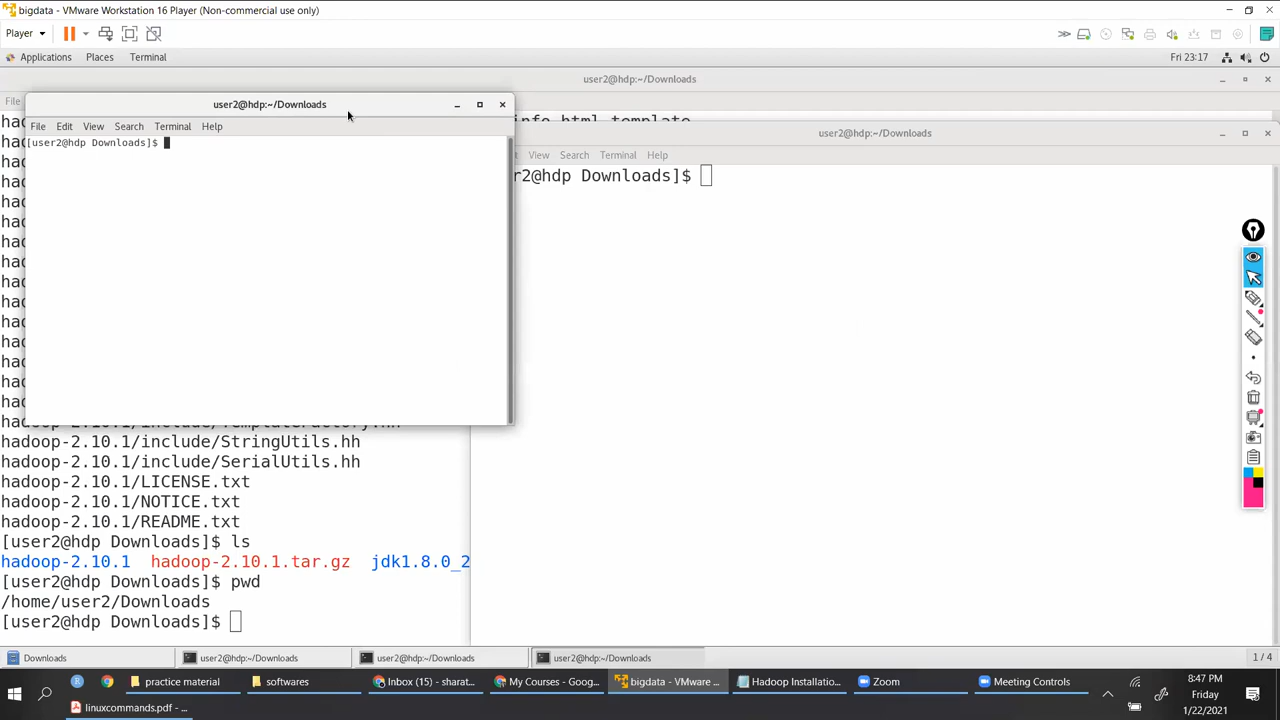 bigdata - VMware Workstation 16 Player (Non-commercial use only)
Player
Applications Places Terminal Fri 23:17
user2@hdp:~/Downloads
File
user2@hdp:~/Downloads
File Edit View Search Terminal Help
[user2@hdp Downloads]$
user2@hdp:~/Downloads
View Search Terminal Help
r2@hdp Downloads]$
hadoop-2.10.1/include/StringUtils.hh
hadoop-2.10.1/include/SerialUtils.hh
hadoop-2.10.1/LICENSE.txt
hadoop-2.10.1/NOTICE.txt
hadoop-2.10.1/README.txt
[user2@hdp Downloads]$ ls
hadoop-2.10.1 hadoop-2.10.1.tar.gz jdk1.8.0_2
[user2@hdp Downloads]$ pwd
/home/user2/Downloads
[user2@hdp Downloads]$
Downloads user2@hdp:~/Downloads user2@hdp:~/Downloads user2@hdp:~/Downloads 1 / 4
practice material softwares Inbox (15) - sharat... My Courses - Goog... bigdata - VMware ... Hadoop Installatio... Zoom Meeting Controls
8:47 PM
Friday
1/22/2021
linuxcommands.pdf - ...